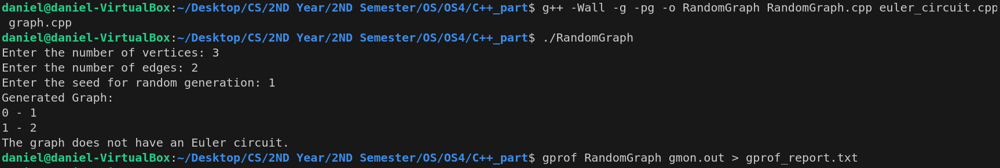 daniel@daniel-VirtualBox:~/Desktop/CS/2ND Year/2ND Semester/OS/OS4/C++_part$ g++ -Wall -g -pg -o RandomGraph RandomGraph.cpp euler_circuit.cpp
graph.cpp
daniel@daniel-VirtualBox:~/Desktop/CS/2ND Year/2ND Semester/OS/OS4/C++_part$ ./RandomGraph
Enter the number of vertices: 3
Enter the number of edges: 2
Enter the seed for random generation: 1
Generated Graph:
0 - 1
1 - 2
The graph does not have an Euler circuit.
daniel@daniel-VirtualBox:~/Desktop/CS/2ND Year/2ND Semester/OS/OS4/C++_part$ gprof RandomGraph gmon.out > gprof_report.txt